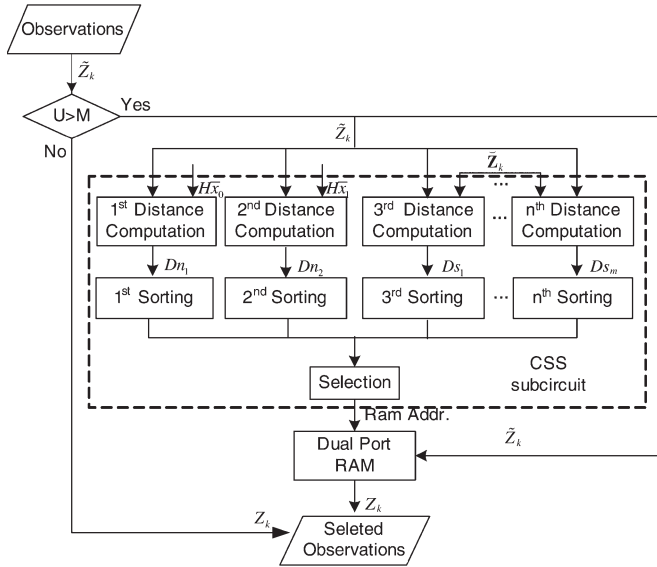 Observations
Z̃ₖ
U>M
Yes
No
Z̃ₖ
Z̆ₖ
...
Hx̅₀
Hx̅₁
1ˢᵗ Distance Computation
2ⁿᵈ Distance Computation
3ʳᵈ Distance Computation
...
nᵗʰ Distance Computation
Dn₁
Dn₂
Ds₁
Dsₘ
1ˢᵗ Sorting
2ⁿᵈ Sorting
3ʳᵈ Sorting
...
nᵗʰ Sorting
Selection
CSS
subcircuit
Ram Addr.
Dual Port
RAM
Z̃ₖ
Zₖ
Zₖ
Seleted
Observations